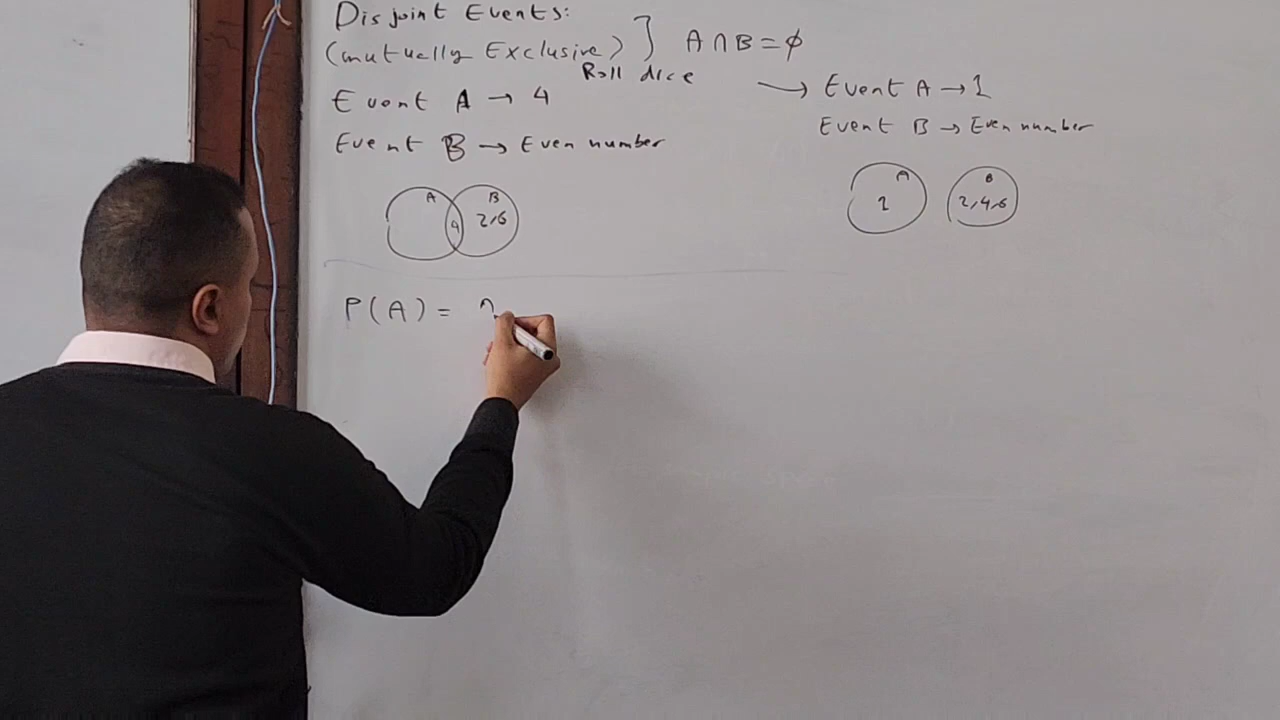 Disjoint Events:
(mutually Exclusive) ] A ∩ B = ϕ
Roll dice
Event A → 4
Event B → Even number
→ Event A → 1
Event B → Even number
A B
4 2,6
A B
1 2,4,6
P(A) =